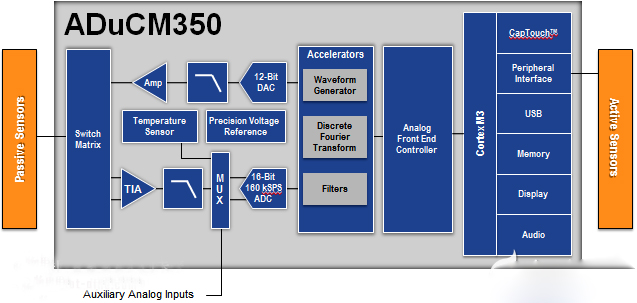 ADuCM350
Passive Sensors
Switch
Matrix
Amp
12-Bit
DAC
Temperature
Sensor
Precision Voltage
Reference
TIA
MUX
16-Bit
160 kSPS
ADC
Accelerators
Waveform
Generator
Discrete
Fourier
Transform
Filters
Analog
Front End
Controller
Cortex M3
CapTouch™
Peripheral
Interface
USB
Memory
Display
Audio
Active Sensors
Auxiliary Analog Inputs